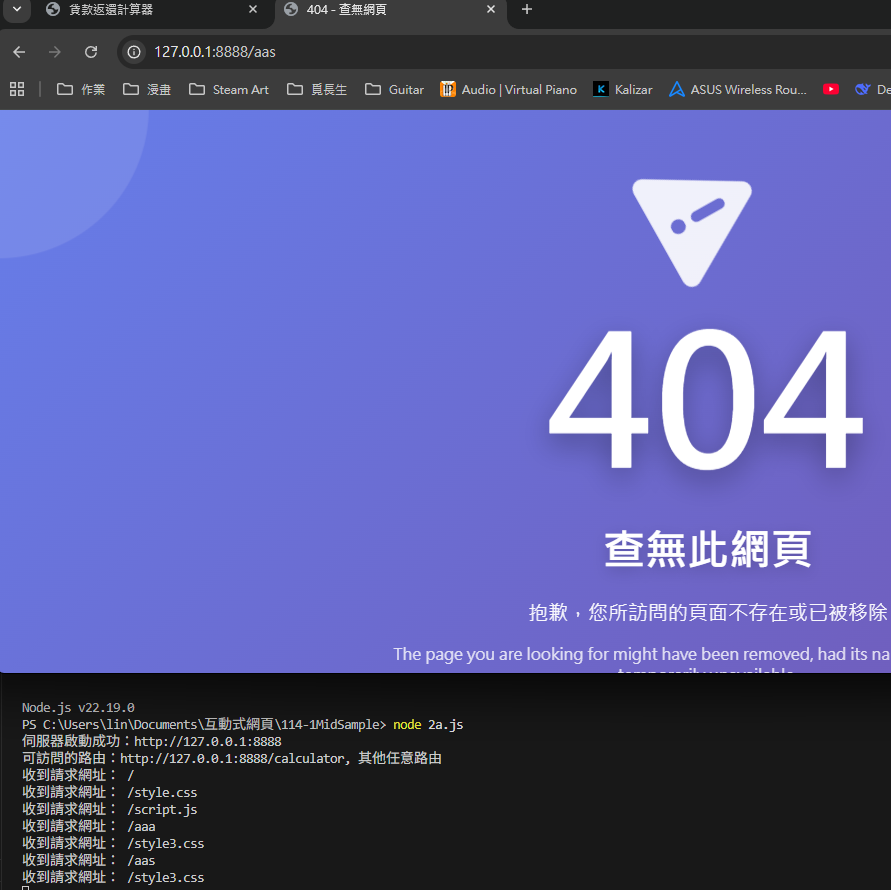 貸款返還計算器
404 - 查無網頁
127.0.0.1:8888/aas
作業
漫畫
Steam Art
覓長生
Guitar
Audio | Virtual Piano
Kalizar
ASUS Wireless Rou...
De
404
查無此網頁
抱歉，您所訪問的頁面不存在或已被移除
The page you are looking for might have been removed, had its na
temporarily unavailable
Node.js v22.19.0
PS C:\Users\lin\Documents\互動式網頁\114-1MidSample> node 2a.js
伺服器啟動成功：http://127.0.0.1:8888
可訪問的路由：http://127.0.0.1:8888/calculator, 其他任意路由
收到請求網址： /
收到請求網址： /style.css
收到請求網址： /script.js
收到請求網址： /aaa
收到請求網址： /style3.css
收到請求網址： /aas
收到請求網址： /style3.css